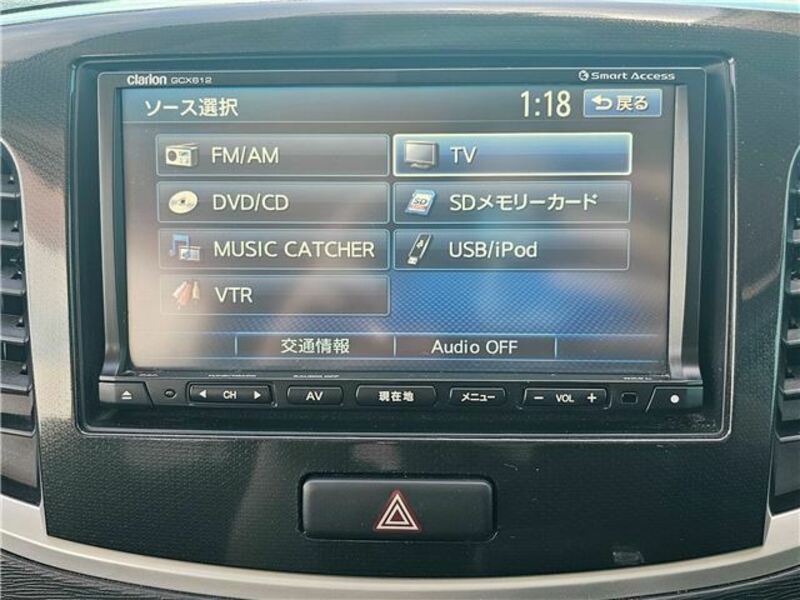 Clarion GCX612
Smart Access
ソース選択
1:18
戻る
FM/AM
TV
DVD/CD
SD
SDメモリーカード
MUSIC CATCHER
USB/iPod
VTR
交通情報
Audio OFF
CH
AV
現在地
メニュー
− VOL +